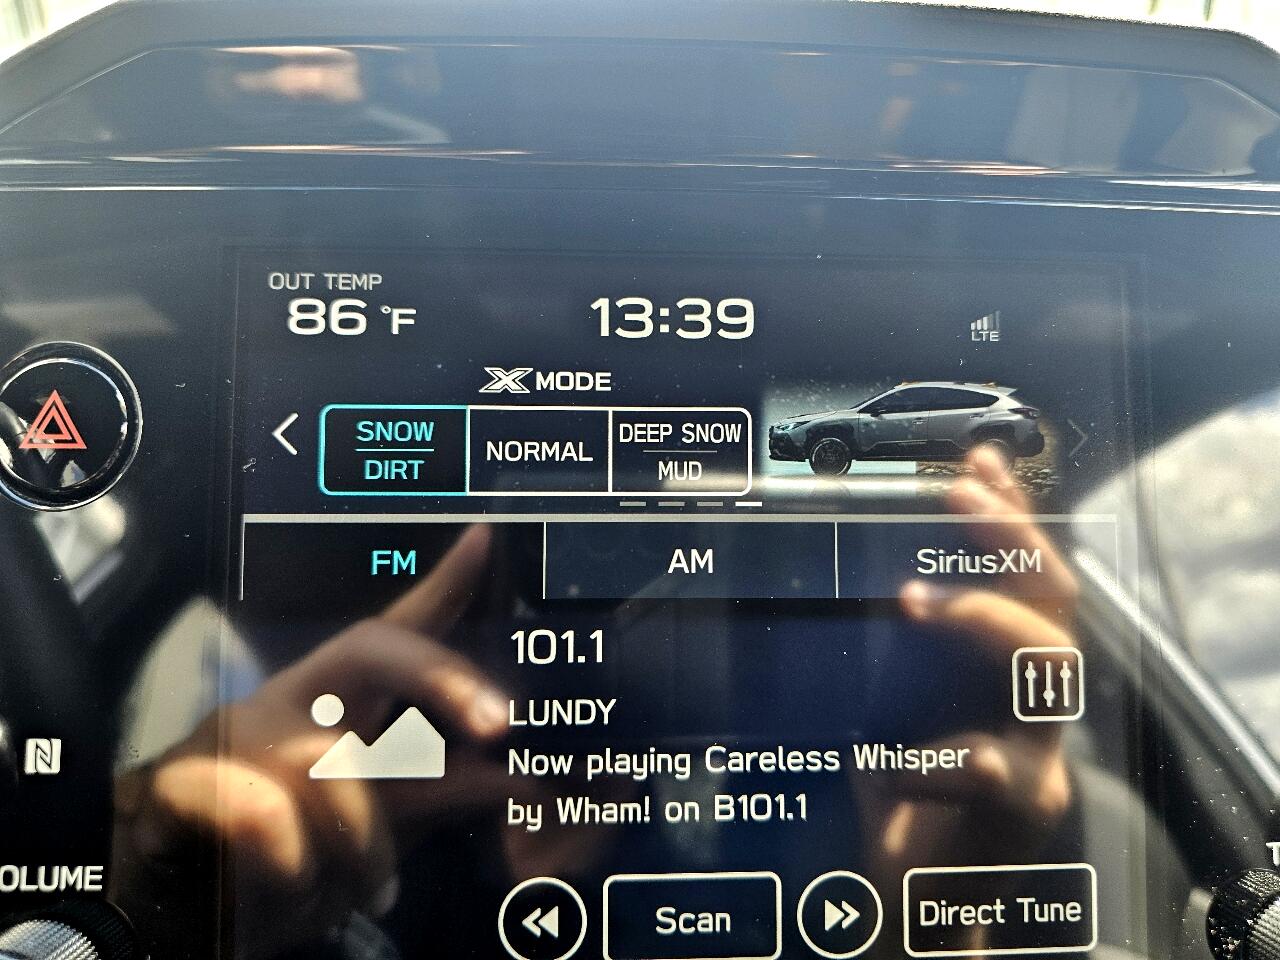 OUT TEMP
86 °F
13:39
LTE
X MODE
SNOW
DIRT
NORMAL
DEEP SNOW
MUD
FM
AM
SiriusXM
101.1
LUNDY
Now playing Careless Whisper
by Wham! on B101.1
OLUME
Scan
Direct Tune
T